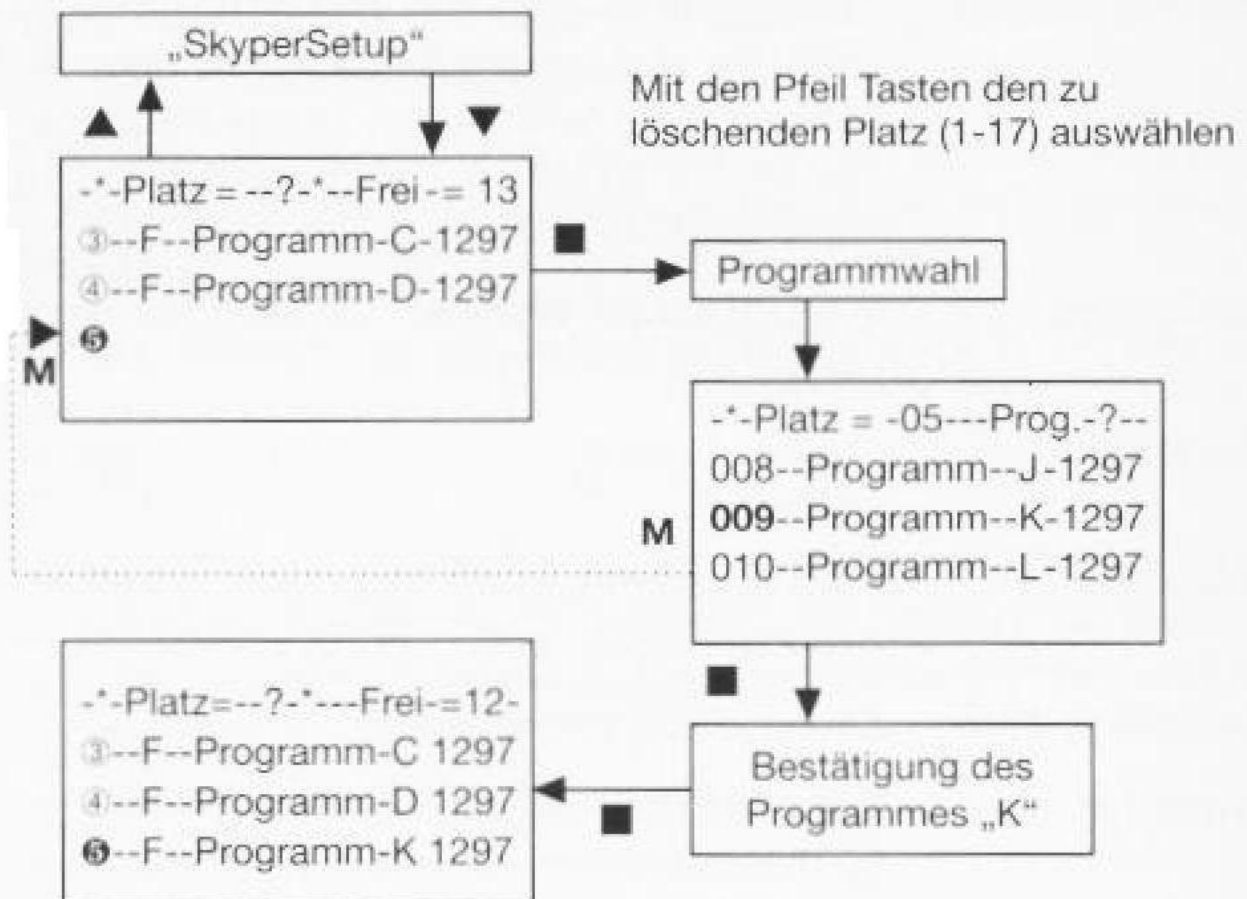 „SkyperSetup“
Mit den Pfeil Tasten den zu
löschenden Platz (1-17) auswählen
-*-Platz = --?-*--Frei-= 13
③--F--Programm-C-1297
④--F--Programm-D-1297
❺
M
Programmwahl
-*-Platz = -05---Prog.-?--
008--Programm--J-1297
009--Programm--K-1297
010--Programm--L-1297
M
Bestätigung des
Programmes „K“
-*-Platz=--?-*---Frei-=12-
③--F--Programm-C 1297
④--F--Programm-D 1297
❺--F--Programm-K 1297